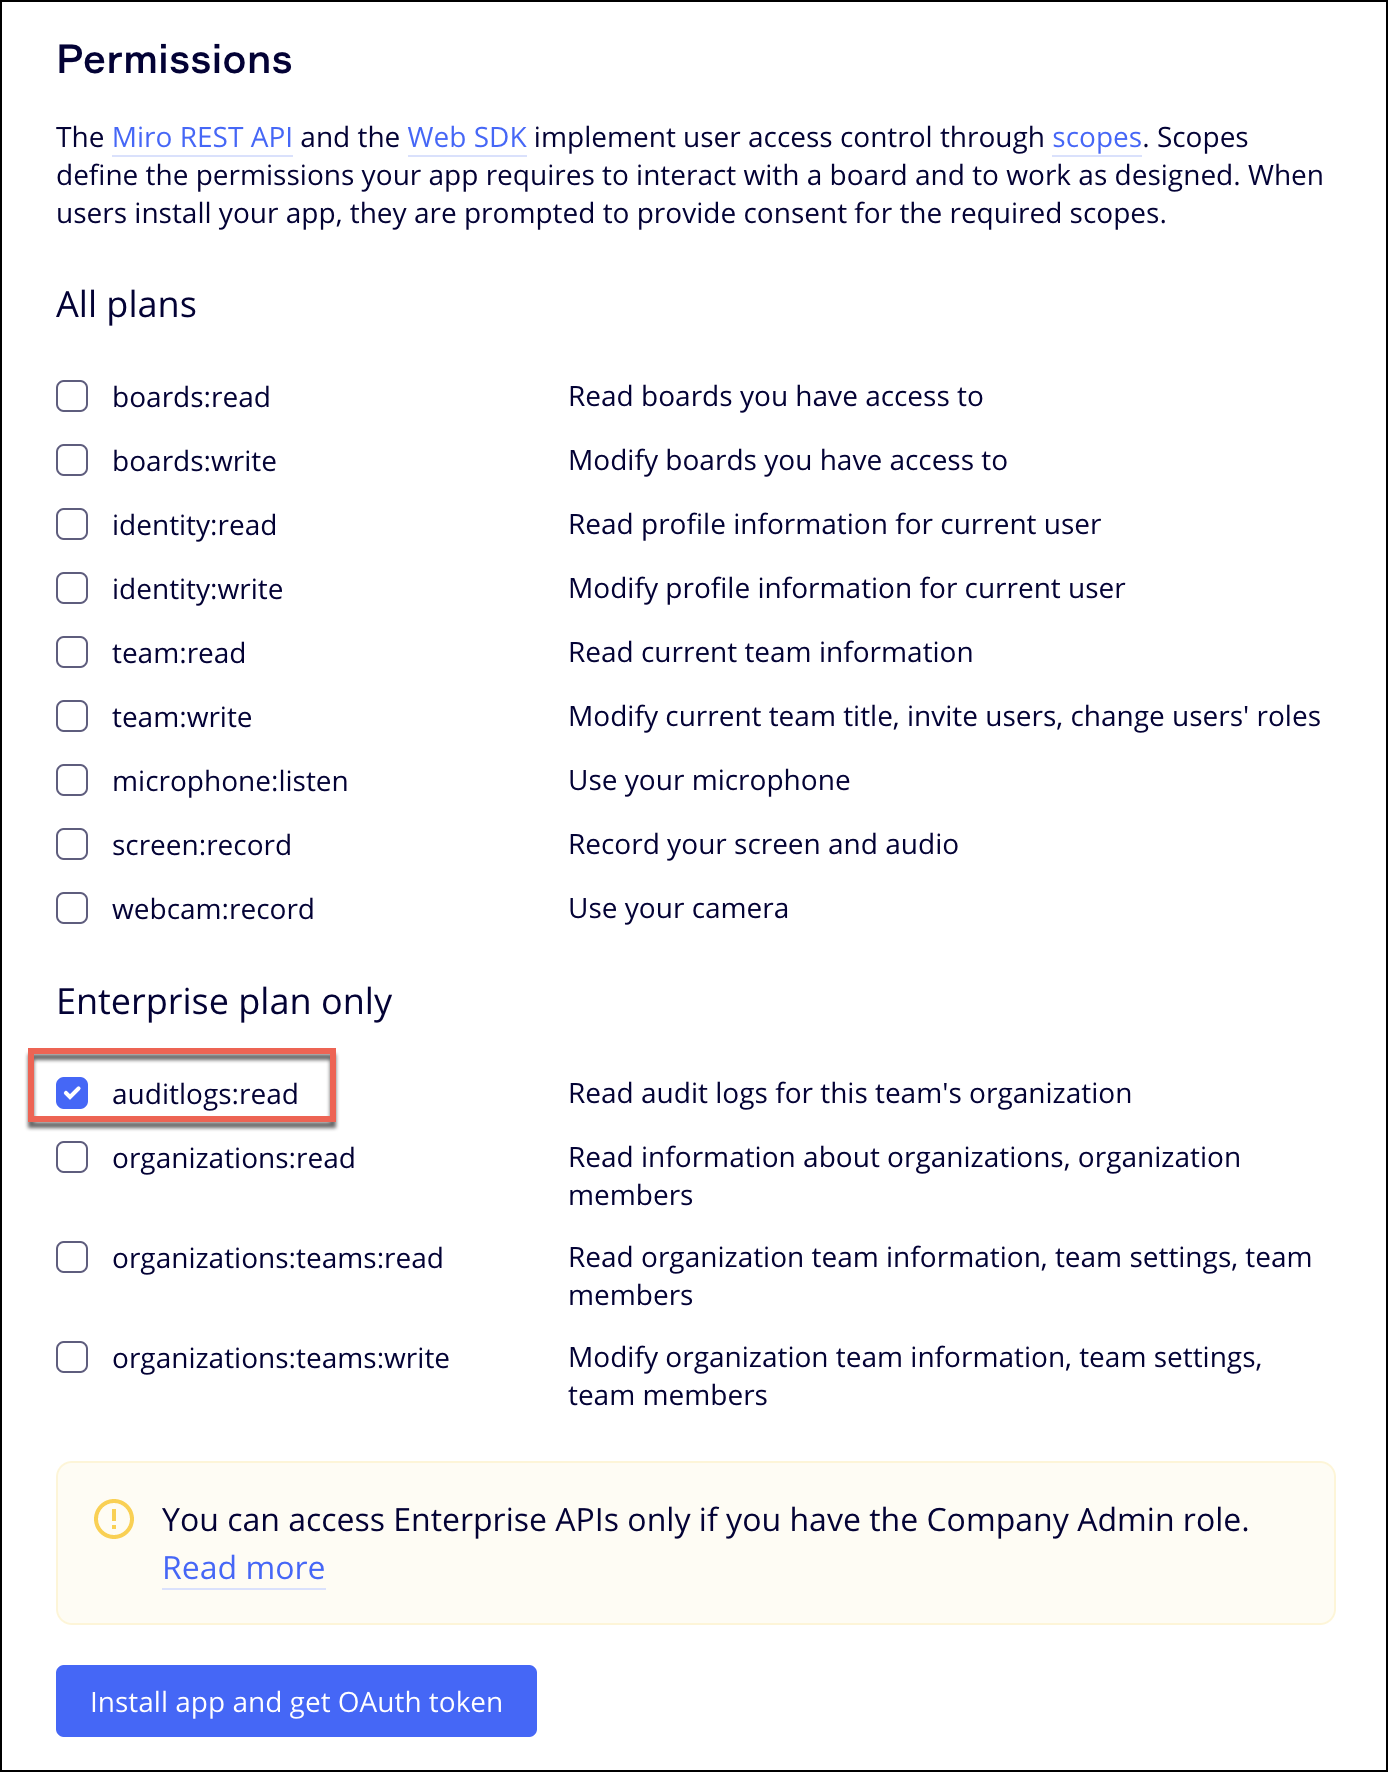 Permissions
The Miro REST API and the Web SDK implement user access control through scopes. Scopes
define the permissions your app requires to interact with a board and to work as designed. When
users install your app, they are prompted to provide consent for the required scopes.
All plans
boards:read Read boards you have access to
boards:write Modify boards you have access to
identity:read Read profile information for current user
identity:write Modify profile information for current user
team:read Read current team information
team:write Modify current team title, invite users, change users' roles
microphone:listen Use your microphone
screen:record Record your screen and audio
webcam:record Use your camera
Enterprise plan only
auditlogs:read Read audit logs for this team's organization
organizations:read Read information about organizations, organization
members
organizations:teams:read Read organization team information, team settings, team
members
organizations:teams:write Modify organization team information, team settings,
team members
You can access Enterprise APIs only if you have the Company Admin role.
Read more
Install app and get OAuth token